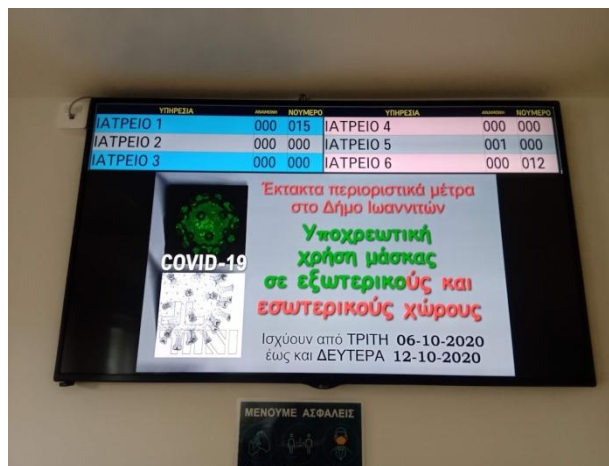 ΥΠΗΡΕΣΙΑ ΑΝΑΜΟΝΗ ΝΟΥΜΕΡΟ ΥΠΗΡΕΣΙΑ ΑΝΑΜΟΝΗ ΝΟΥΜΕΡΟ
ΙΑΤΡΕΙΟ 1 000 015 ΙΑΤΡΕΙΟ 4 000 000
ΙΑΤΡΕΙΟ 2 000 000 ΙΑΤΡΕΙΟ 5 001 000
ΙΑΤΡΕΙΟ 3 000 000 ΙΑΤΡΕΙΟ 6 000 012
Έκτακτα περιοριστικά μέτρα
στο Δήμο Ιωαννιτών
Υποχρεωτική
χρήση μάσκας
σε εξωτερικούς και
εσωτερικούς χώρους
COVID-19
Ισχύουν από ΤΡΙΤΗ 06-10-2020
έως και ΔΕΥΤΕΡΑ 12-10-2020
ΜΕΝΟΥΜΕ ΑΣΦΑΛΕΙΣ